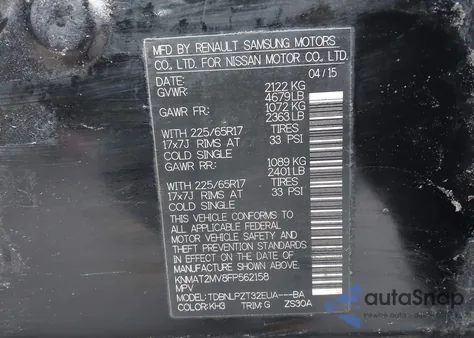 MFD BY RENAULT SAMSUNG MOTORS
CO., LTD. FOR NISSAN MOTOR CO., LTD.
DATE: 04/15
GVWR: 2122 KG
4679LB
GAWR FR: 1072 KG
2363 LB
WITH 225/65R17 TIRES
17x7J RIMS AT 33 PSI
COLD SINGLE
GAWR RR: 1089 KG
2401LB
WITH 225/65R17 TIRES
17x7J RIMS AT 33 PSI
COLD SINGLE
THIS VEHICLE CONFORMS TO
ALL APPLICABLE FEDERAL
MOTOR VEHICLE SAFETY AND
THEFT PREVENTION STANDARDS
IN EFFECT ON THE DATE OF
MANUFACTURE SHOWN ABOVE.
KNMAT2MV8FP562158
MPV
MODEL: TDBNLPZT32EUA---BA
COLOR: KH3 TRIM: G ZS30A
autoSnap